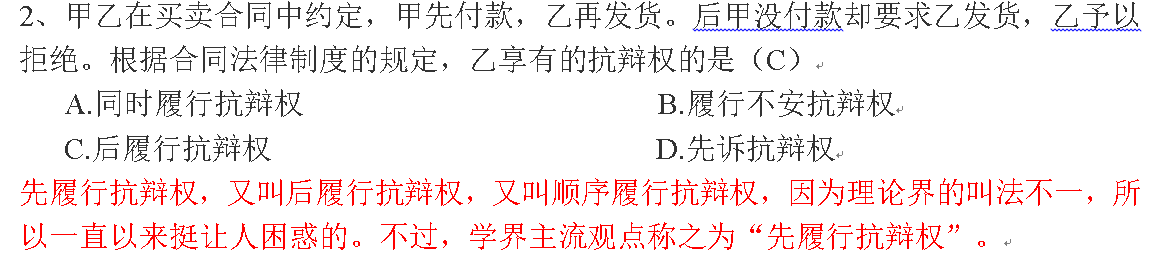 2、甲乙在买卖合同中约定，甲先付款，乙再发货。后甲没付款却要求乙发货，乙予以
拒绝。根据合同法律制度的规定，乙享有的抗辩权的是（C）
A.同时履行抗辩权 B.履行不安抗辩权
C.后履行抗辩权 D.先诉抗辩权
先履行抗辩权，又叫后履行抗辩权，又叫顺序履行抗辩权，因为理论界的叫法不一，所
以一直以来挺让人困惑的。不过，学界主流观点称之为“先履行抗辩权”。